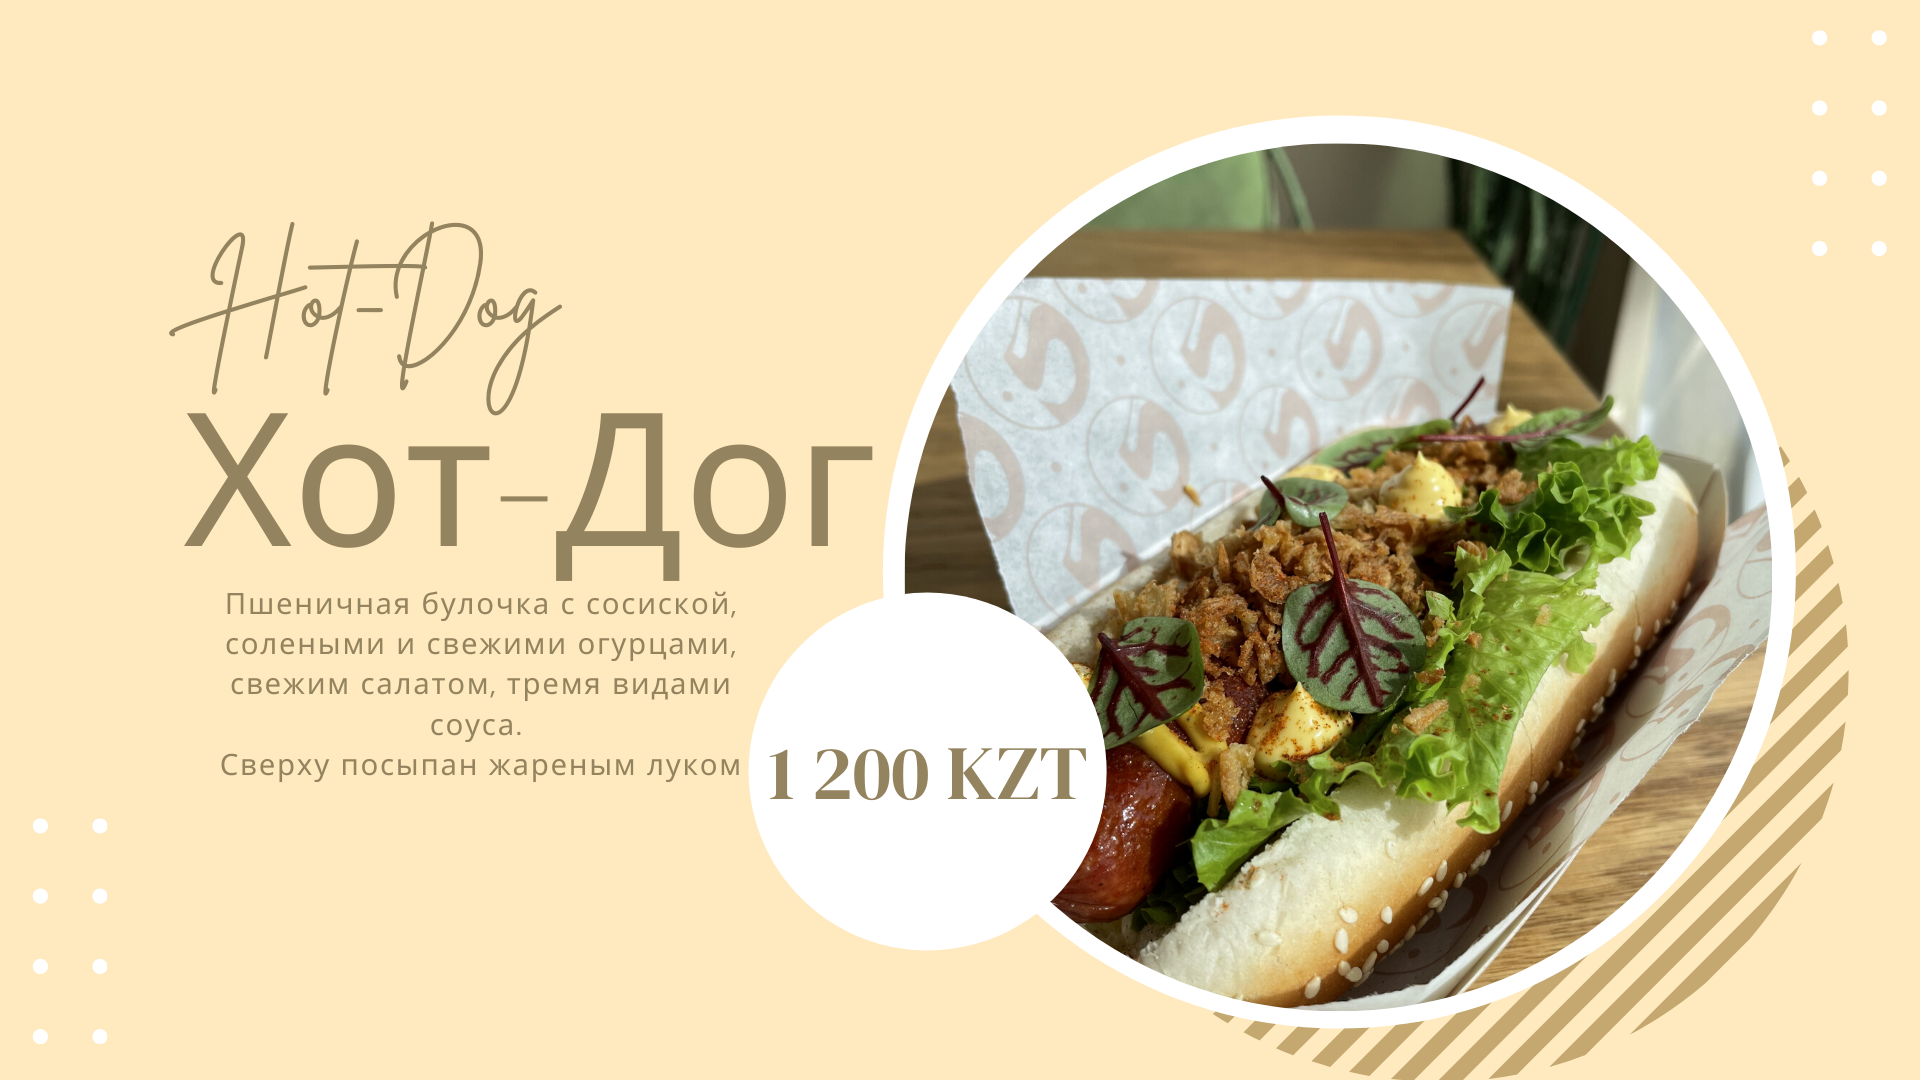 Hot-Dog
Хот-Дог
Пшеничная булочка с сосиской,
солеными и свежими огурцами,
свежим салатом, тремя видами
соуса.
Сверху посыпан жареным луком
1 200 KZT